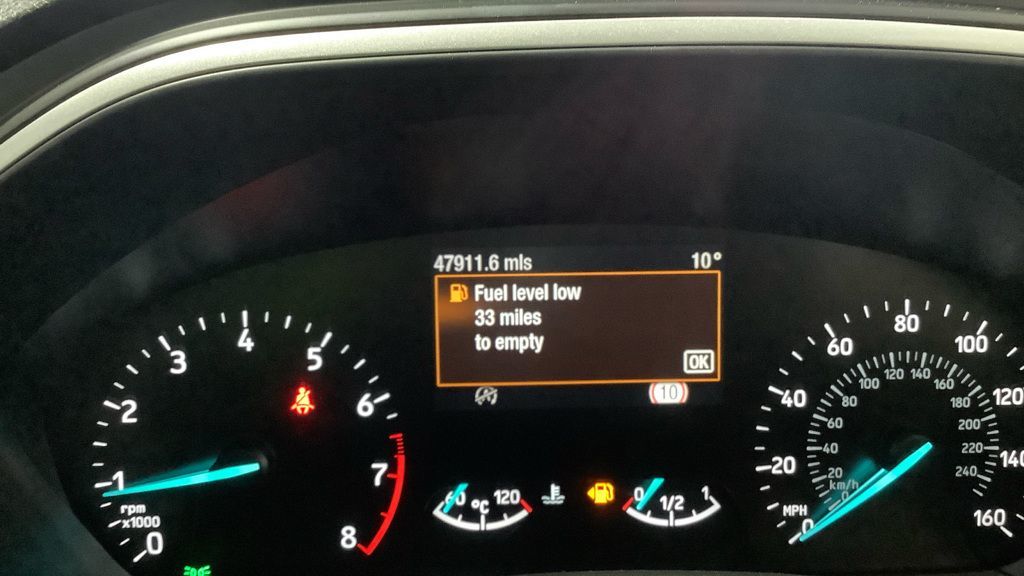 47911.6 mls 10°
Fuel level low
33 miles
to empty
OK
10
0 1 2 3 4 5 6 7 8
rpm
x1000
60 °C 120
0 1/2 1
0 20 40 60 80 100 120 140 160
MPH
0 20 40 60 80 100 120 140 160 180 200 220 240
km/h